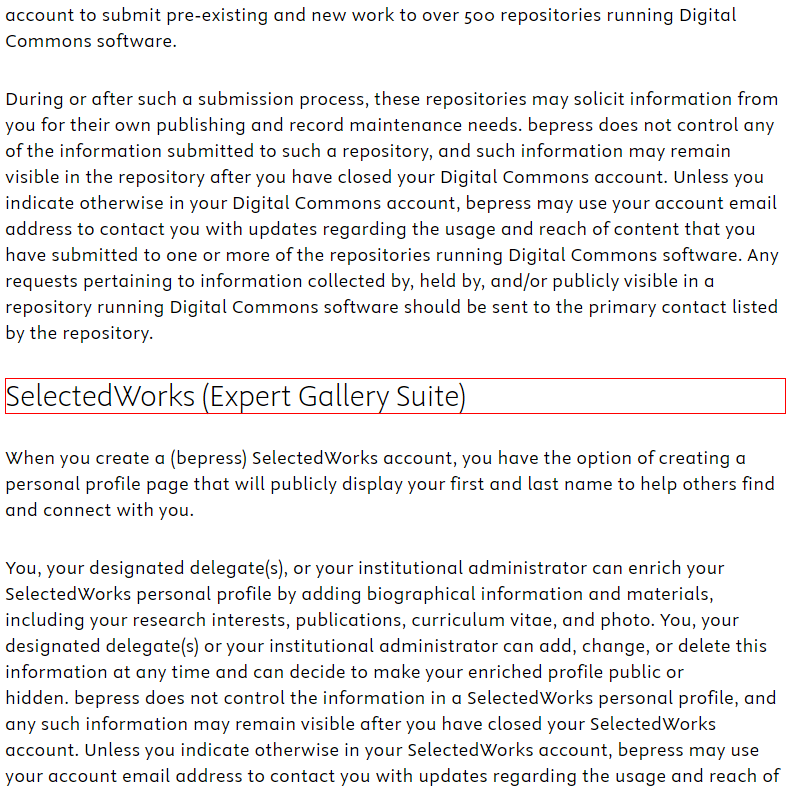 account to submit pre-existing and new work to over 500 repositories running Digital
Commons software.
During or after such a submission process, these repositories may solicit information from
you for their own publishing and record maintenance needs. bepress does not control any
of the information submitted to such a repository, and such information may remain
visible in the repository after you have closed your Digital Commons account. Unless you
indicate otherwise in your Digital Commons account, bepress may use your account email
address to contact you with updates regarding the usage and reach of content that you
have submitted to one or more of the repositories running Digital Commons software. Any
requests pertaining to information collected by, held by, and/or publicly visible in a
repository running Digital Commons software should be sent to the primary contact listed
by the repository.
SelectedWorks (Expert Gallery Suite)
When you create a (bepress) SelectedWorks account, you have the option of creating a
personal profile page that will publicly display your first and last name to help others find
and connect with you.
You, your designated delegate(s), or your institutional administrator can enrich your
SelectedWorks personal profile by adding biographical information and materials,
including your research interests, publications, curriculum vitae, and photo. You, your
designated delegate(s) or your institutional administrator can add, change, or delete this
information at any time and can decide to make your enriched profile public or
hidden. bepress does not control the information in a SelectedWorks personal profile, and
any such information may remain visible after you have closed your SelectedWorks
account. Unless you indicate otherwise in your SelectedWorks account, bepress may use
your account email address to contact you with updates regarding the usage and reach of